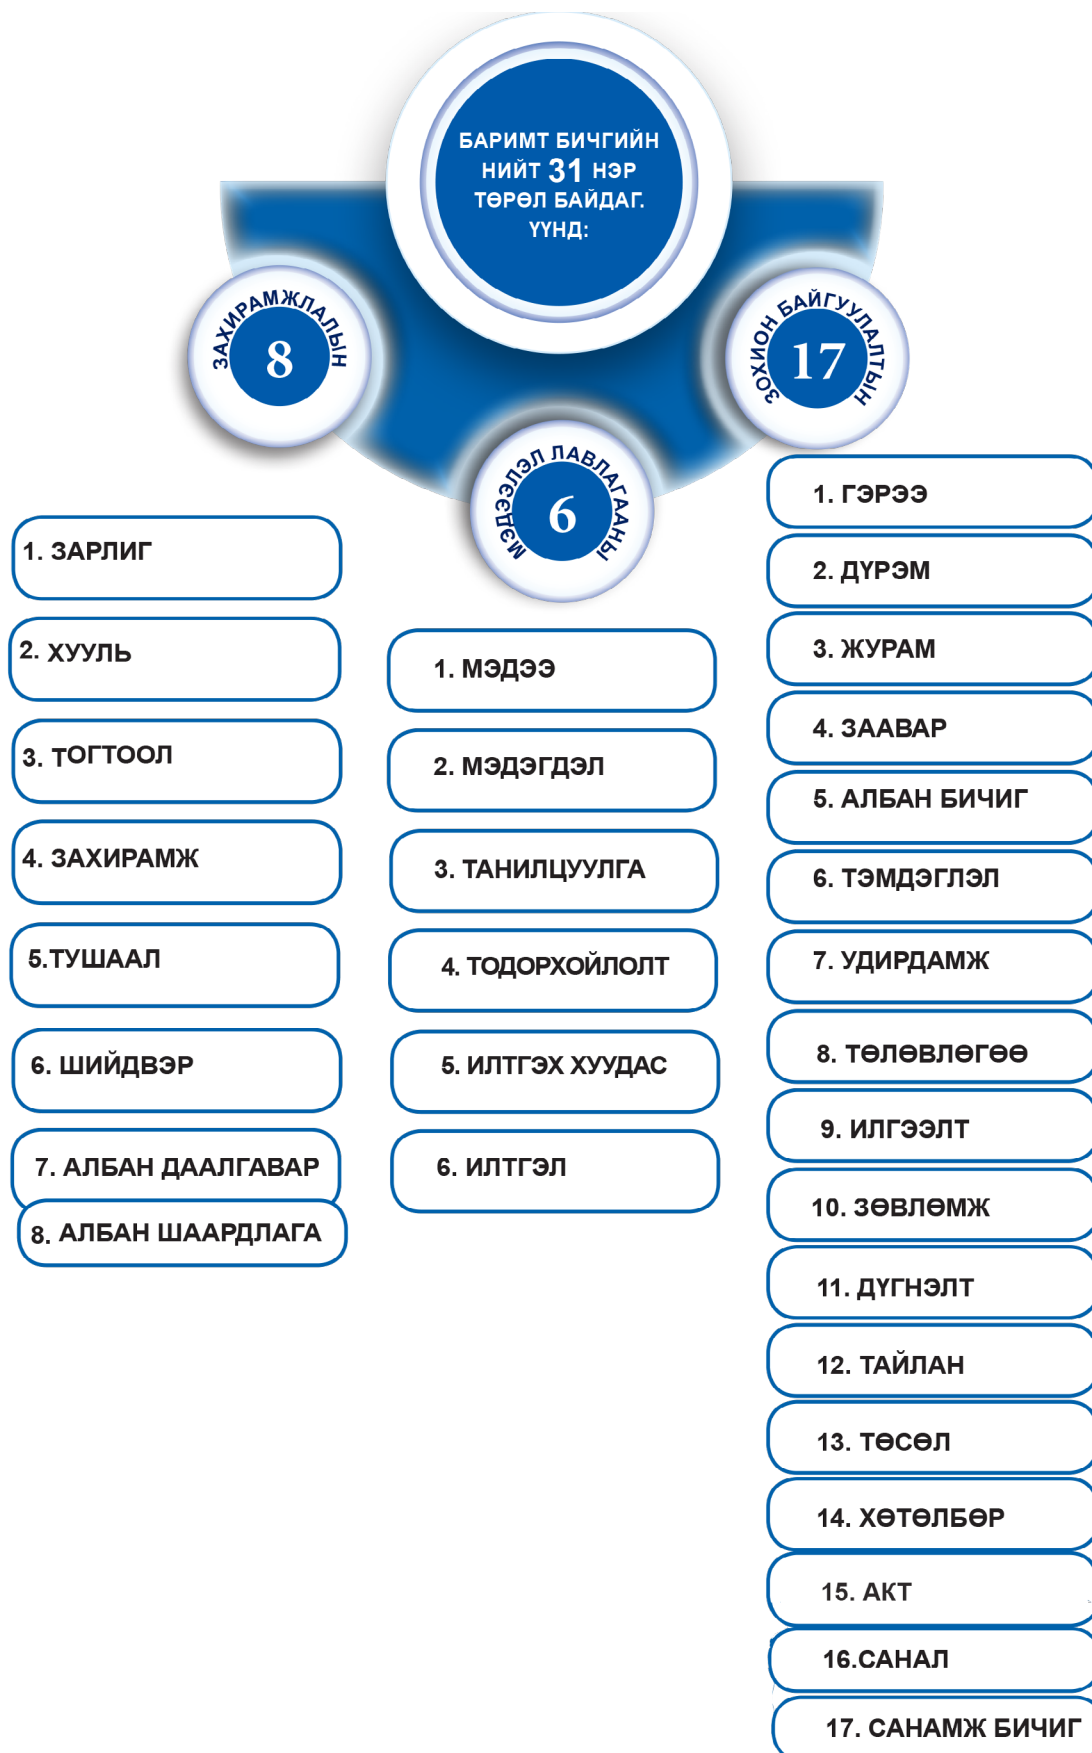 БАРИМТ БИЧГИЙН
НИЙТ 31 НЭР
ТӨРӨЛ БАЙДАГ.
ҮҮНД:
ЗАХИРАМЖЛАЛЫН
8
МЭДЭЭЛЭЛ ЛАВЛАГААНЫ
6
ЗОХИОН БАЙГУУЛАЛТЫН
17
1. ЗАРЛИГ
2. ХУУЛЬ
3. ТОГТООЛ
4. ЗАХИРАМЖ
5.ТУШААЛ
6. ШИЙДВЭР
7. АЛБАН ДААЛГАВАР
8. АЛБАН ШААРДЛАГА
1. МЭДЭЭ
2. МЭДЭГДЭЛ
3. ТАНИЛЦУУЛГА
4. ТОДОРХОЙЛОЛТ
5. ИЛТГЭХ ХУУДАС
6. ИЛТГЭЛ
1. ГЭРЭЭ
2. ДҮРЭМ
3. ЖУРАМ
4. ЗААВАР
5. АЛБАН БИЧИГ
6. ТЭМДЭГЛЭЛ
7. УДИРДАМЖ
8. ТӨЛӨВЛӨГӨӨ
9. ИЛГЭЭЛТ
10. ЗӨВЛӨМЖ
11. ДҮГНЭЛТ
12. ТАЙЛАН
13. ТӨСӨЛ
14. ХӨТӨЛБӨР
15. АКТ
16.САНАЛ
17. САНАМЖ БИЧИГ